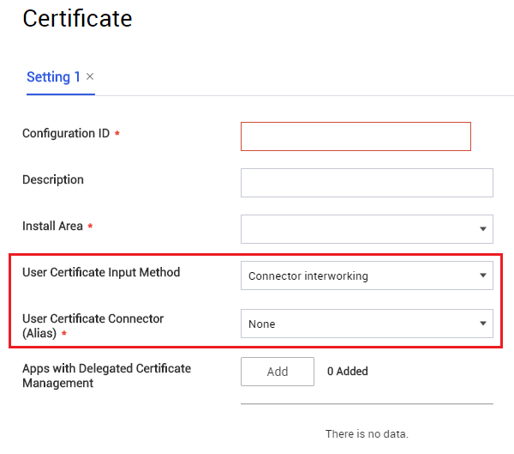 Certificate
Setting 1 ×
Configuration ID *
Description
Install Area *
User Certificate Input Method Connector interworking
User Certificate Connector
(Alias) * None
Apps with Delegated Certificate
Management Add 0 Added
There is no data.